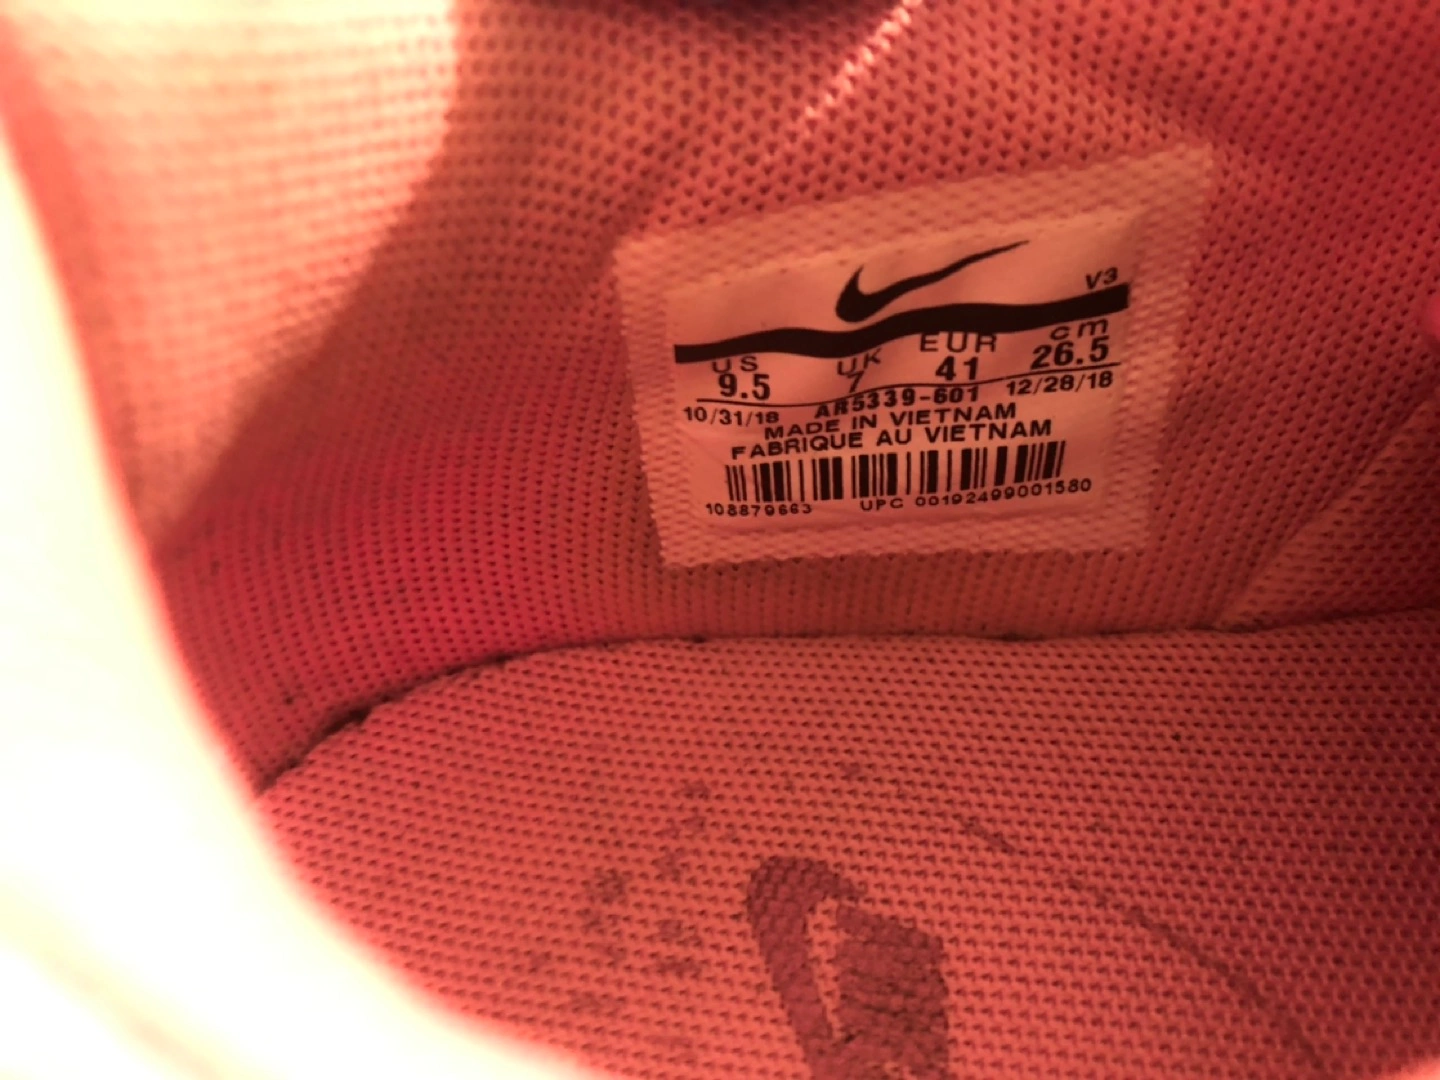 V3
US UK EUR cm
9.5 7 41 26.5
10/31/18 AR5339-601 12/28/18
MADE IN VIETNAM
FABRIQUE AU VIETNAM
108879663 UPC 00192499001580